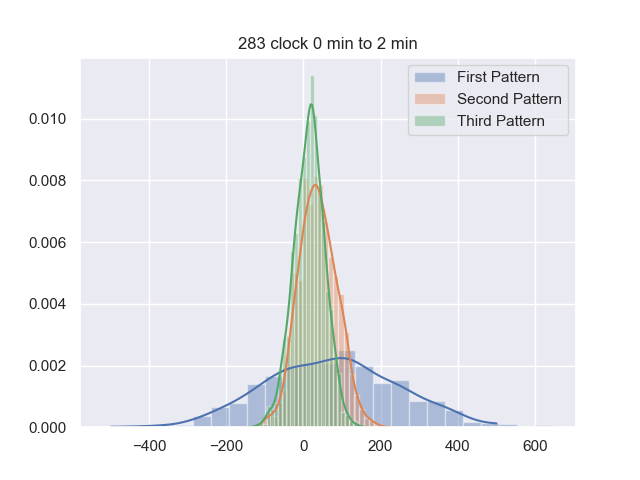 283 clock 0 min to 2 min
First Pattern
Second Pattern
Third Pattern
0.010
0.008
0.006
0.004
0.002
0.000
−400 −200 0 200 400 600